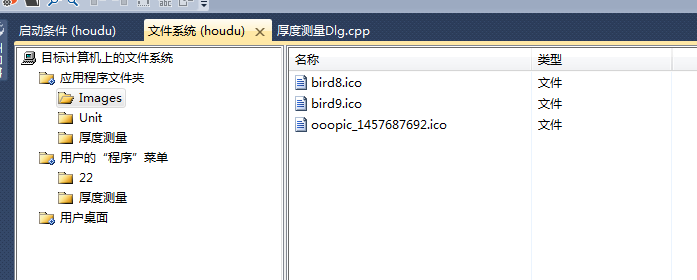 启动条件 (houdu) 文件系统 (houdu) 厚度测量Dlg.cpp
目标计算机上的文件系统
应用程序文件夹
Images
Unit
厚度测量
用户的“程序”菜单
22
厚度测量
用户桌面
名称 类型
bird8.ico 文件
bird9.ico 文件
ooopic_1457687692.ico 文件